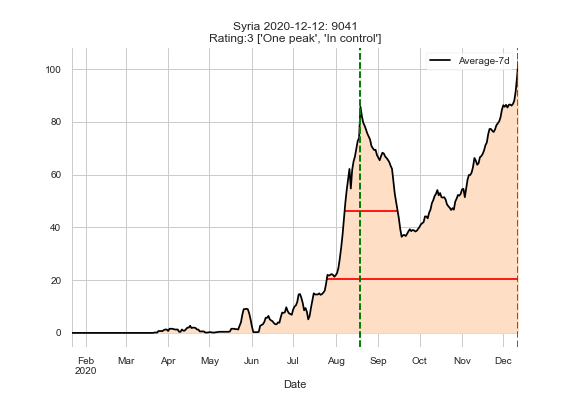 Syria 2020-12-12: 9041
Rating:3 ['One peak', 'In control']
Average-7d
100
80
60
40
20
0
Feb Mar Apr May Jun Jul Aug Sep Oct Nov Dec
2020
Date